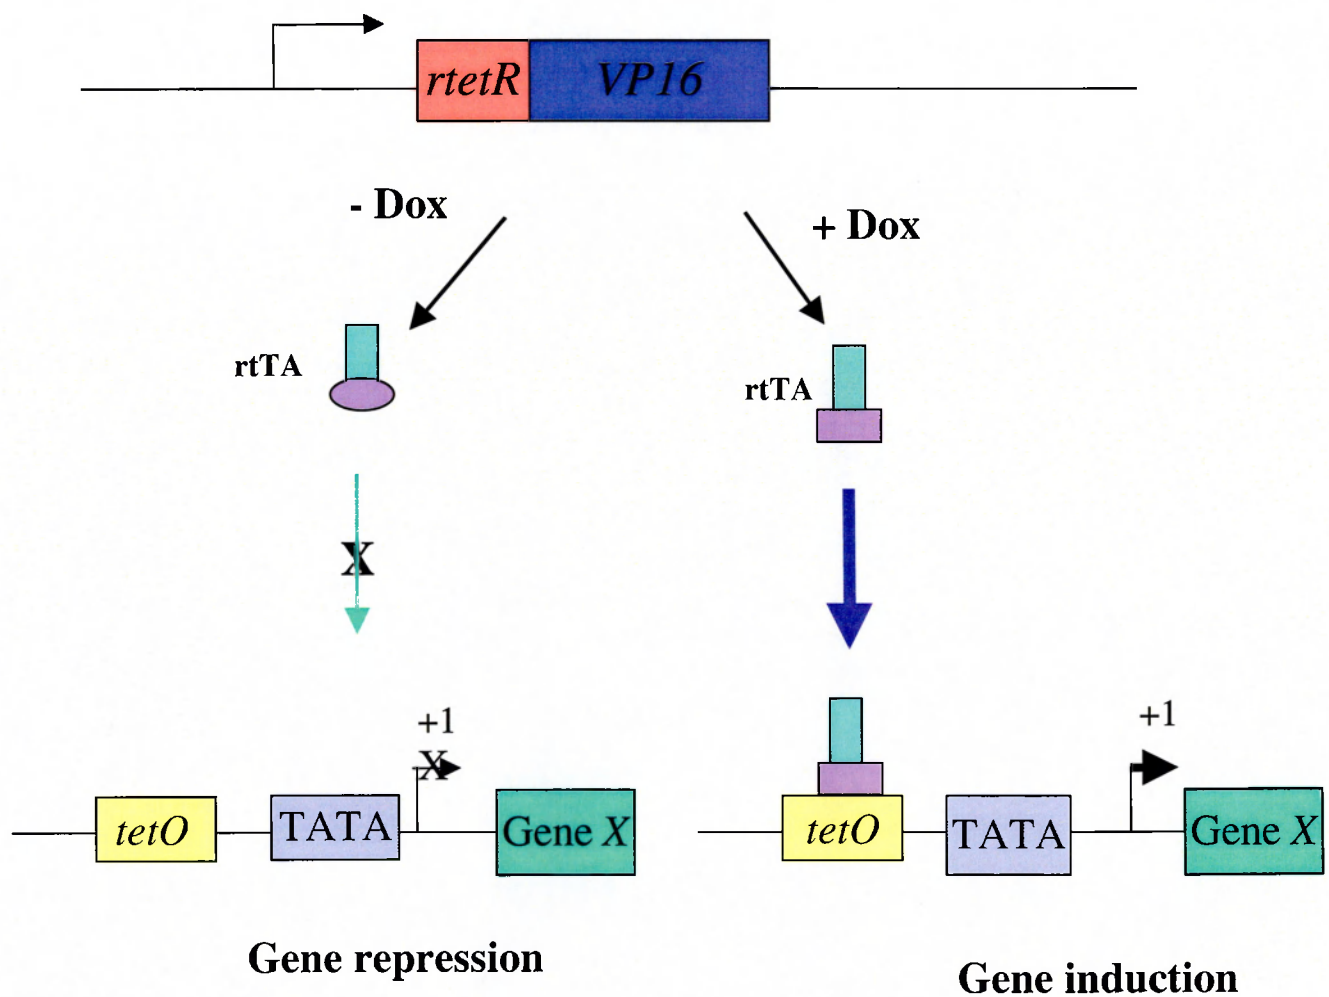 rtetR VP16
- Dox
+ Dox
rtTA
rtTA
X
+1
X
tetO TATA Gene X
+1
tetO TATA Gene X
Gene repression
Gene induction